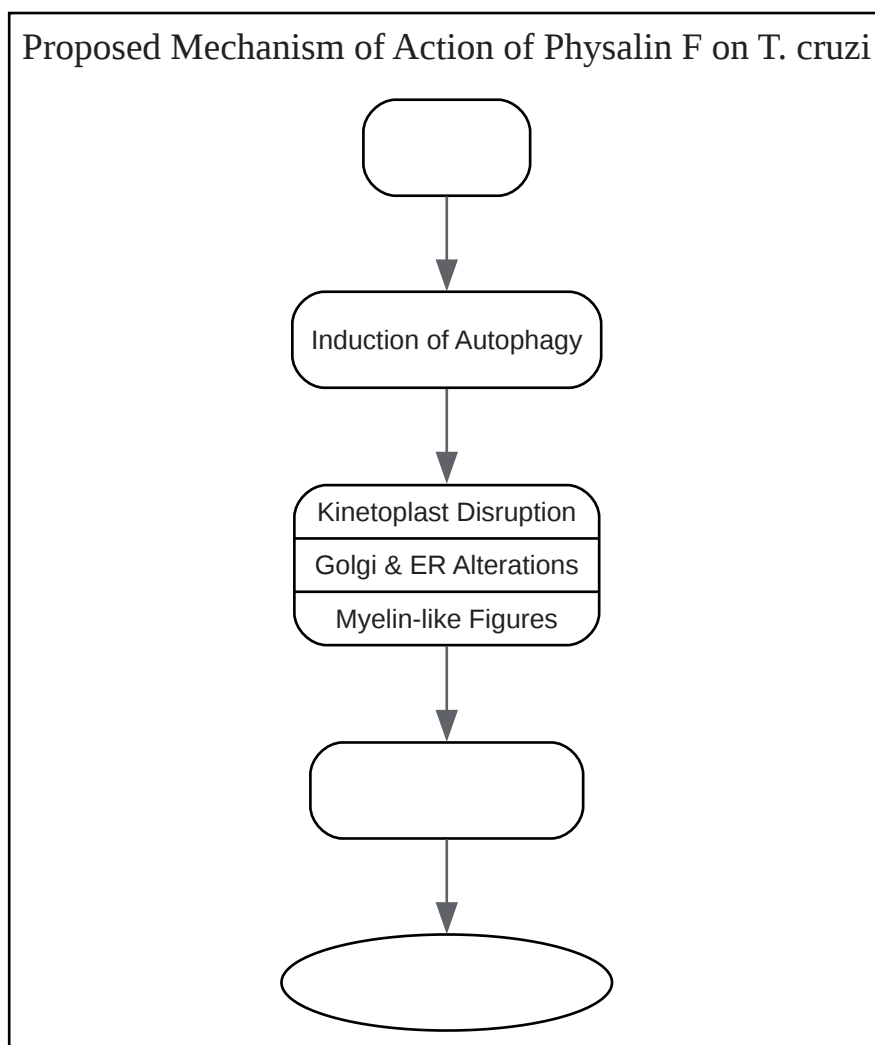 Proposed Mechanism of Action of Physalin F on T. cruzi
Induction of Autophagy
Kinetoplast Disruption
Golgi & ER Alterations
Myelin-like Figures